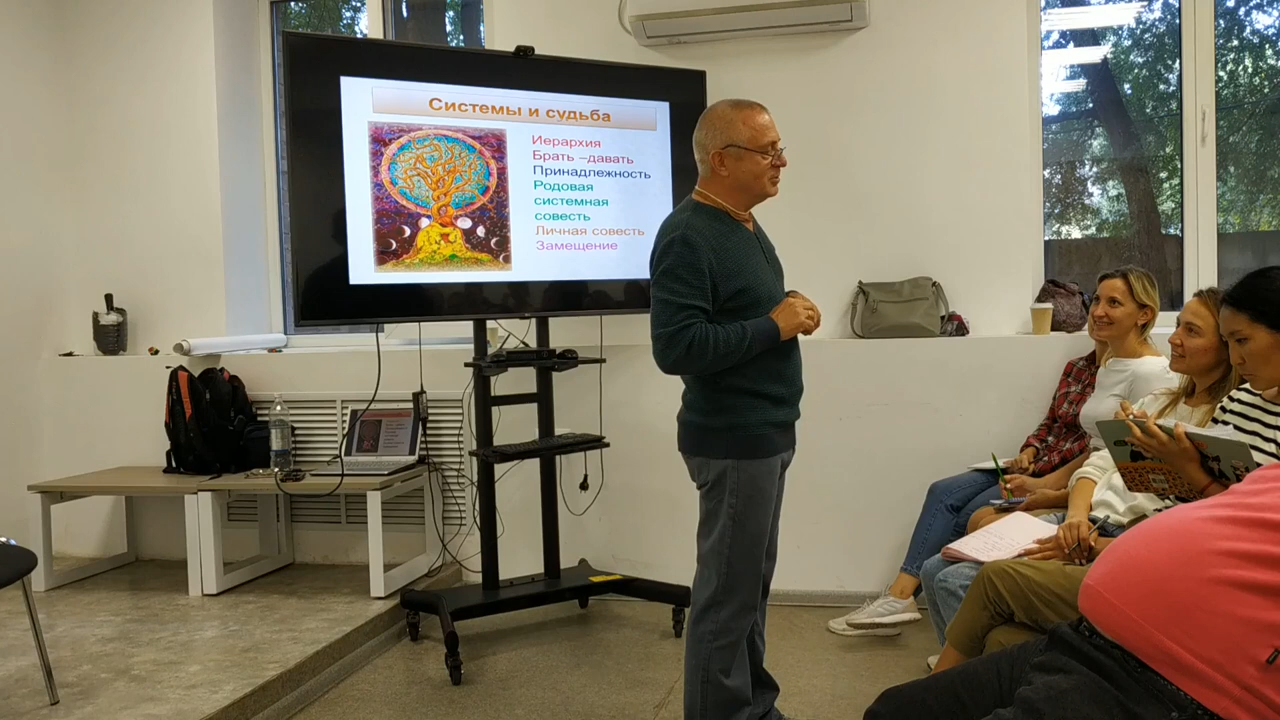 Системы и судьба
Иерархия
Брать –давать
Принадлежность
Родовая
системная
совесть
Личная совесть
Замещение